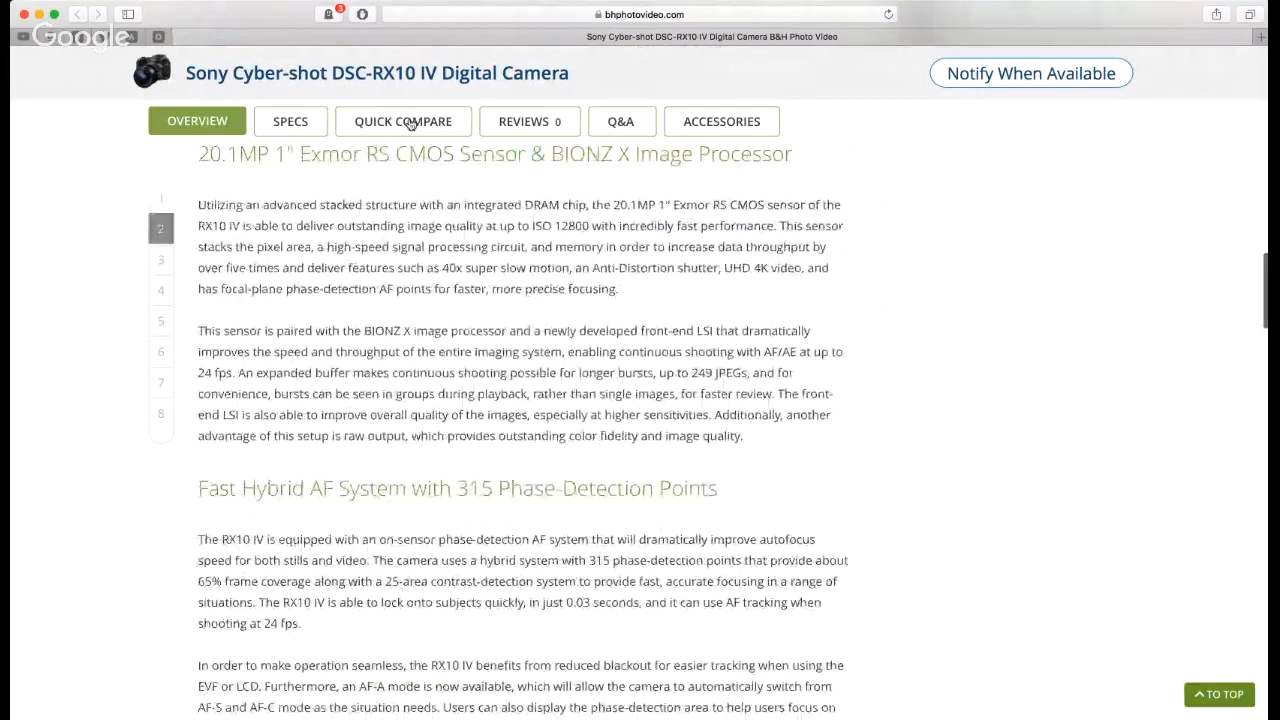 3
bhphotovideo.com
Google
Sony Cyber-shot DSC-RX10 IV Digital Camera B&H Photo Video
Sony Cyber-shot DSC-RX10 IV Digital Camera
Notify When Available
OVERVIEW
SPECS
QUICK COMPARE
REVIEWS 0
Q&A
ACCESSORIES
20.1MP 1" Exmor RS CMOS Sensor & BIONZ X Image Processor
1
2
3
4
5
6
7
8
Utilizing an advanced stacked structure with an integrated DRAM chip, the 20.1MP 1" Exmor RS CMOS sensor of the
RX10 IV is able to deliver outstanding image quality at up to ISO 12800 with incredibly fast performance. This sensor
stacks the pixel area, a high-speed signal processing circuit, and memory in order to increase data throughput by
over five times and deliver features such as 40x super slow motion, an Anti-Distortion shutter, UHD 4K video, and
has focal-plane phase-detection AF points for faster, more precise focusing.
This sensor is paired with the BIONZ X image processor and a newly developed front-end LSI that dramatically
improves the speed and throughput of the entire imaging system, enabling continuous shooting with AF/AE at up to
24 fps. An expanded buffer makes continuous shooting possible for longer bursts, up to 249 JPEGs, and for
convenience, bursts can be seen in groups during playback, rather than single images, for faster review. The front-
end LSI is also able to improve overall quality of the images, especially at higher sensitivities. Additionally, another
advantage of this setup is raw output, which provides outstanding color fidelity and image quality.
Fast Hybrid AF System with 315 Phase-Detection Points
The RX10 IV is equipped with an on-sensor phase-detection AF system that will dramatically improve autofocus
speed for both stills and video. The camera uses a hybrid system with 315 phase-detection points that provide about
65% frame coverage along with a 25-area contrast-detection system to provide fast, accurate focusing in a range of
situations. The RX10 IV is able to lock onto subjects quickly, in just 0.03 seconds, and it can use AF tracking when
shooting at 24 fps.
In order to make operation seamless, the RX10 IV benefits from reduced blackout for easier tracking when using the
EVF or LCD. Furthermore, an AF-A mode is now available, which will allow the camera to automatically switch from
AF-S and AF-C mode as the situation needs. Users can also display the phase-detection area to help users focus on
TO TOP